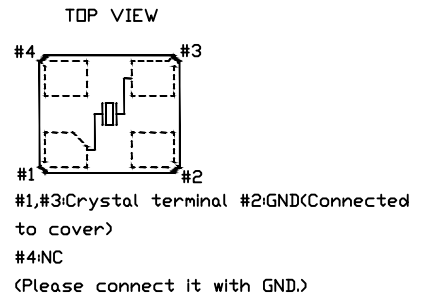 TOP VIEW
#4 #3
#1 #2
#1,#3:Crystal terminal #2:GND(Connected
to cover)
#4:NC
(Please connect it with GND.)